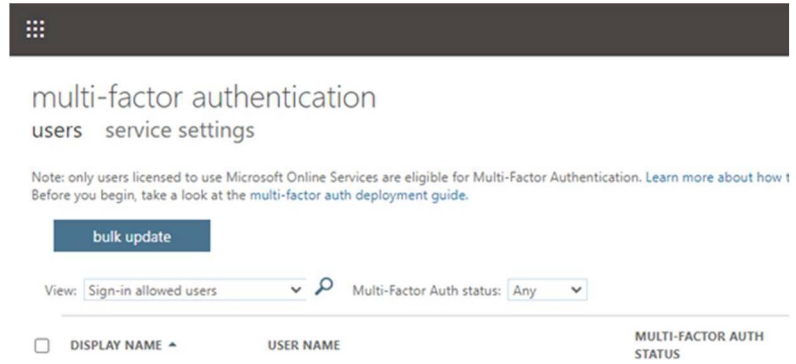 multi-factor authentication
users service settings
Note: only users licensed to use Microsoft Online Services are eligible for Multi-Factor Authentication. Learn more about how
Before you begin, take a look at the multi-factor auth deployment guide.
bulk update
View: Sign-in allowed users Multi-Factor Auth status: Any
DISPLAY NAME USER NAME MULTI-FACTOR AUTH
STATUS